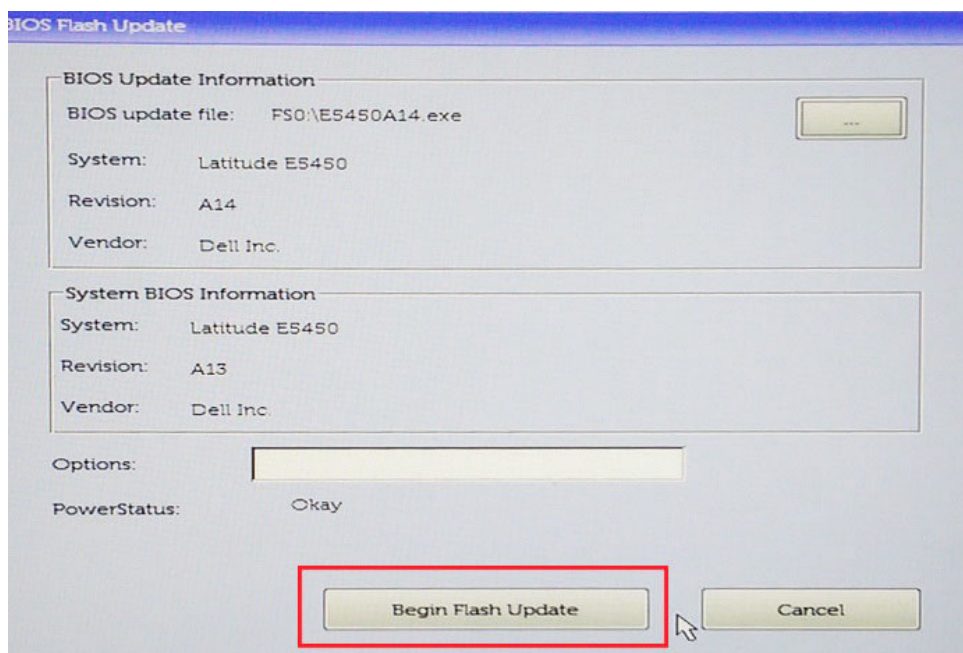 BIOS Flash Update
BIOS Update Information
BIOS update file: FS0:\E5450A14.exe
...
System: Latitude E5450
Revision: A14
Vendor: Dell Inc.
System BIOS Information
System: Latitude E5450
Revision: A13
Vendor: Dell Inc.
Options:
PowerStatus: Okay
Begin Flash Update
Cancel